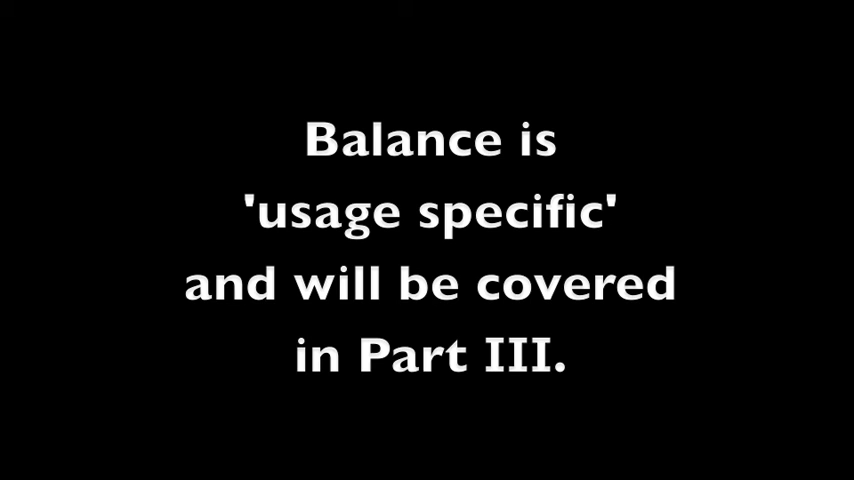 Balance is
'usage specific'
and will be covered
in Part III.